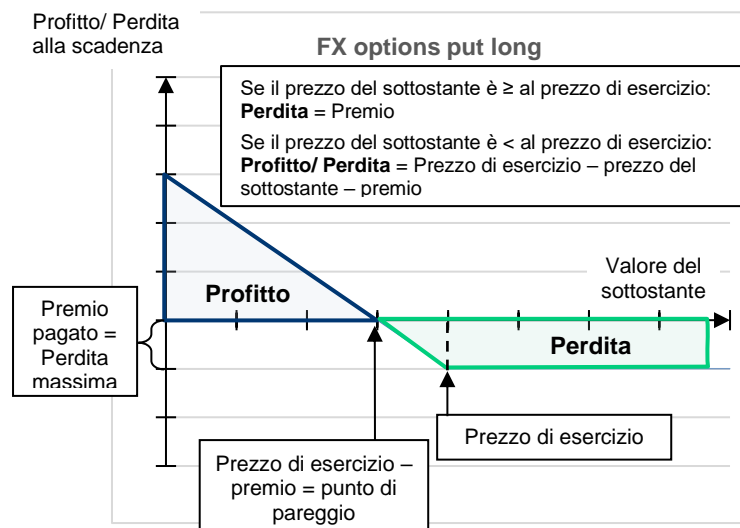 Profitto/ Perdita
alla scadenza
FX options put long
Se il prezzo del sottostante è ≥ al prezzo di esercizio:
Perdita = Premio
Se il prezzo del sottostante è < al prezzo di esercizio:
Profitto/ Perdita = Prezzo di esercizio – prezzo del
sottostante – premio
Valore del
sottostante
Profitto
Premio
pagato =
Perdita
massima
Perdita
Prezzo di esercizio
Prezzo di esercizio –
premio = punto di
pareggio